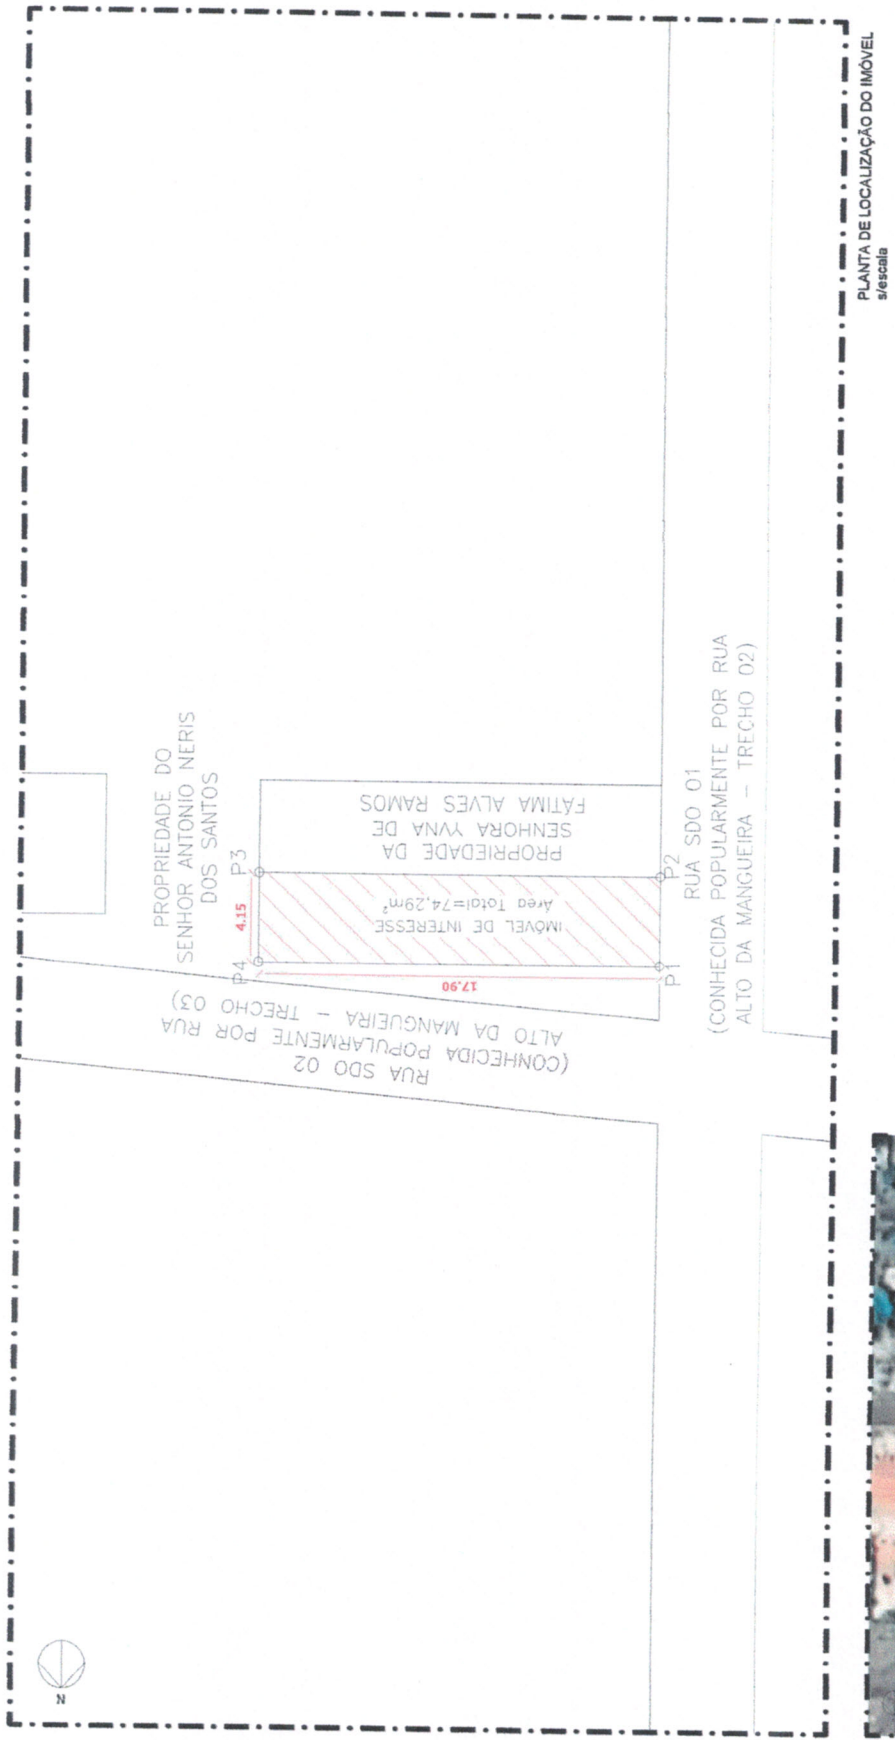 PROPRIEDADE DO
SENHOR ANTONIO NERIS
DOS SANTOS
P4
4.15
P3
17.90
IMÓVEL DE INTERESSE
Área Total=74,29m²
PROPRIEDADE DA
SENHORA YVNA DE
FÁTIMA ALVES RAMOS
RUA SDO 02
(CONHECIDA POPULARMENTE POR RUA
ALTO DA MANGUEIRA – TRECHO 03)
P1
P2
RUA SDO 01
(CONHECIDA POPULARMENTE POR RUA
ALTO DA MANGUEIRA – TRECHO 02)
N
PLANTA DE LOCALIZAÇÃO DO IMÓVEL
s/escala